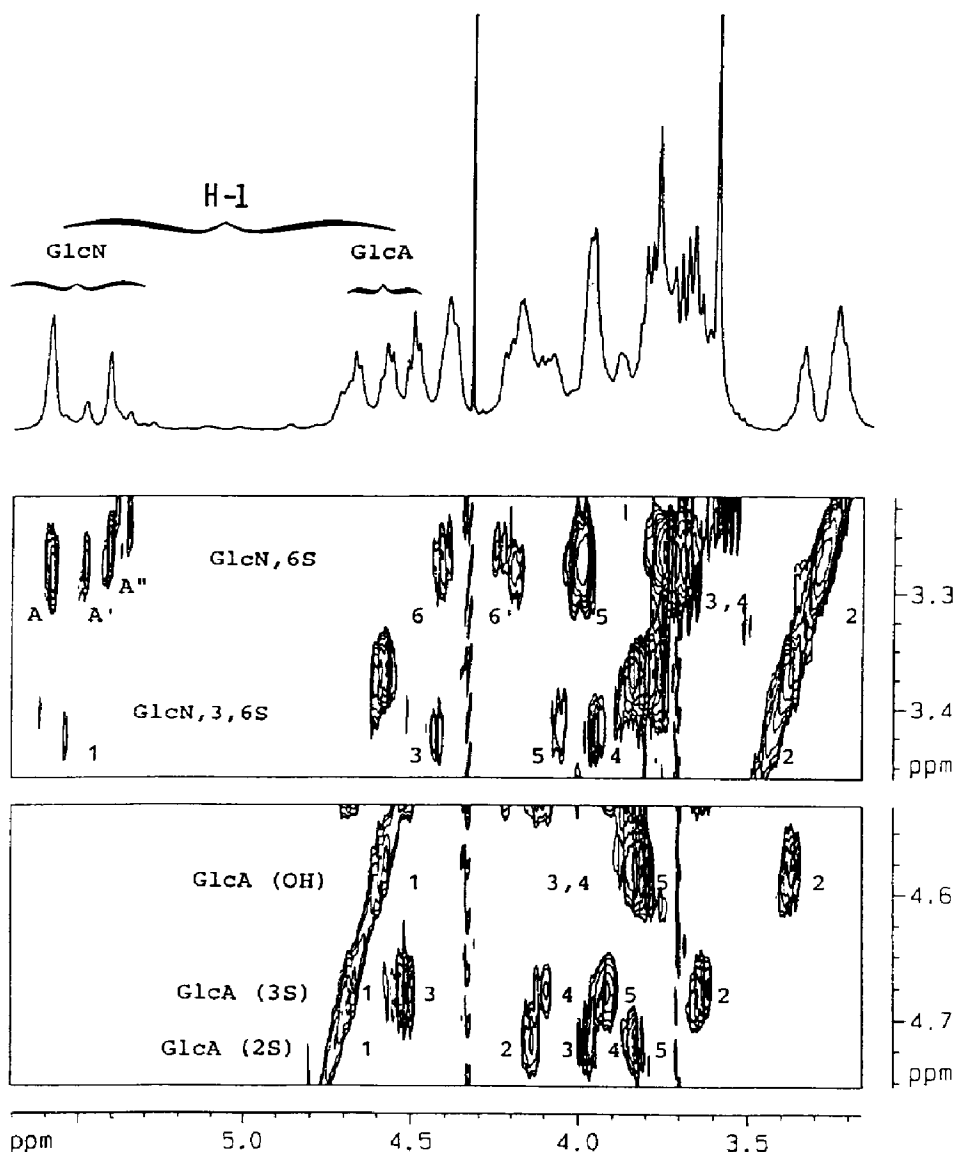 H-1
GlcN GlcA
GlcN,6S
A A' A" 6 6' 5 3,4 2
3.3
GlcN,3,6S
1 3 5 4 2
3.4
ppm
GlcA (OH) 1 3,4 5 2
4.6
GlcA (3S) 1 3 4 5 2
GlcA (2S) 1 2 3 4 5
4.7
ppm
ppm 5.0 4.5 4.0 3.5